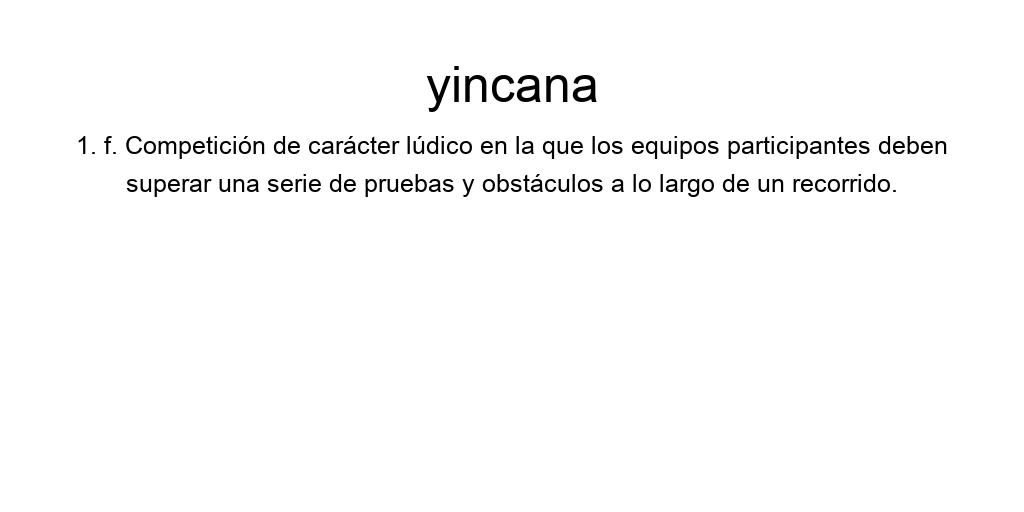 yincana
1. f. Competición de carácter lúdico en la que los equipos participantes deben
superar una serie de pruebas y obstáculos a lo largo de un recorrido.